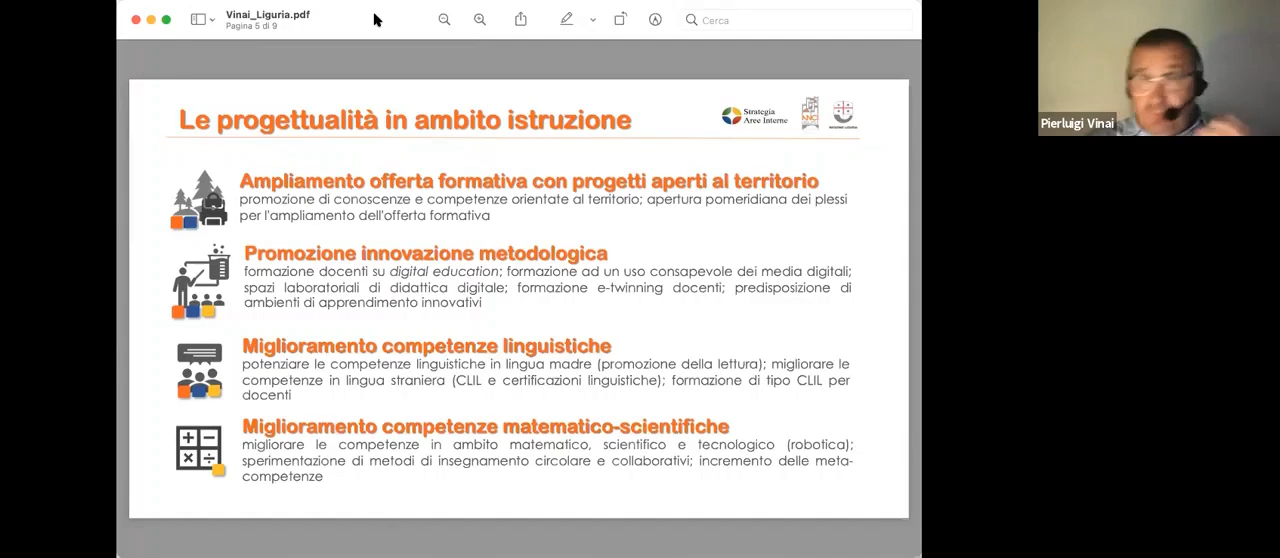 Vinai_Liguria.pdf
Pagina 5 di 9
Cerca
Le progettualità in ambito istruzione
Strategia
Aree Interne
ANCI
REGIONE LIGURIA
Ampliamento offerta formativa con progetti aperti al territorio
promozione di conoscenze e competenze orientate al territorio; apertura pomeridiana dei plessi
per l'ampliamento dell'offerta formativa
Promozione innovazione metodologica
formazione docenti su digital education; formazione ad un uso consapevole dei media digitali;
spazi laboratoriali di didattica digitale; formazione e-twinning docenti; predisposizione di
ambienti di apprendimento innovativi
Miglioramento competenze linguistiche
potenziare le competenze linguistiche in lingua madre (promozione della lettura); migliorare le
competenze in lingua straniera (CLIL e certificazioni linguistiche); formazione di tipo CLIL per
docenti
Miglioramento competenze matematico-scientifiche
migliorare le competenze in ambito matematico, scientifico e tecnologico (robotica);
sperimentazione di metodi di insegnamento circolare e collaborativi; incremento delle meta-
competenze
Pierluigi Vinai